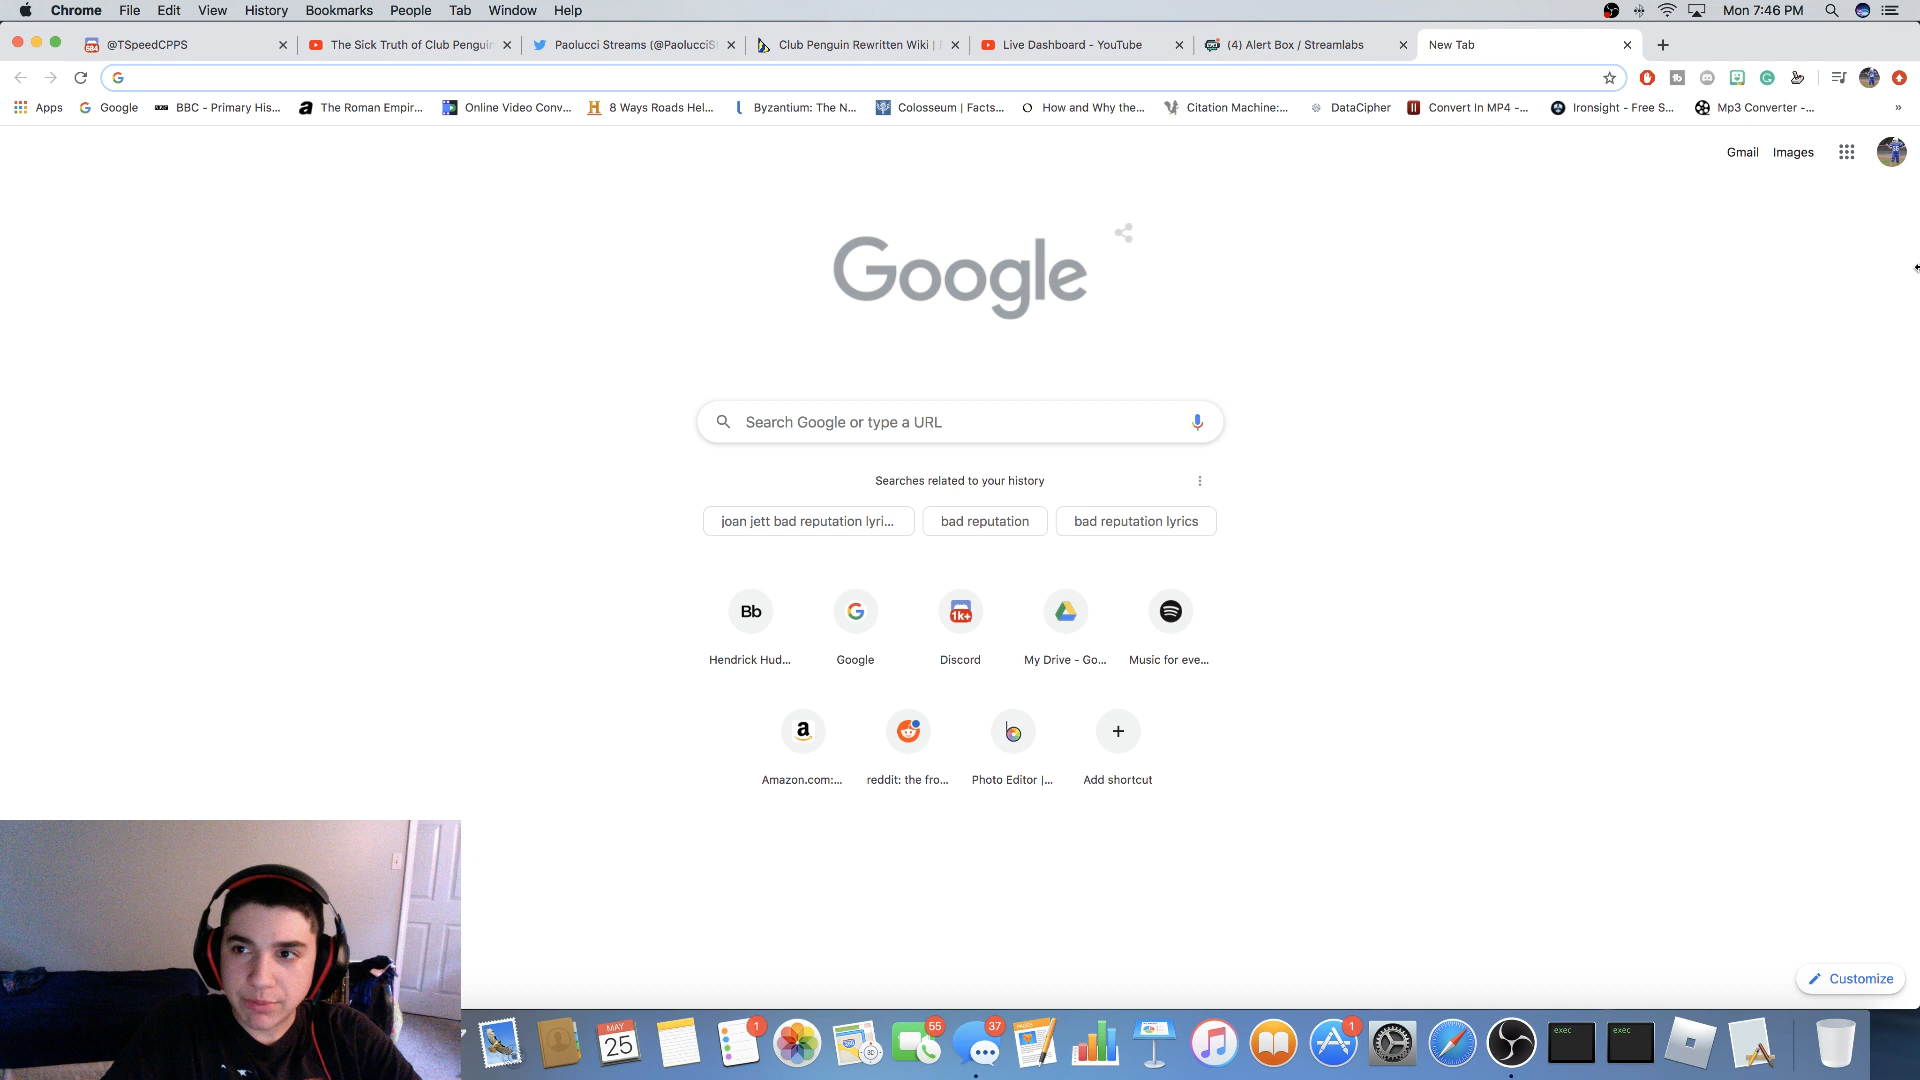 Chrome File Edit View History Bookmarks People Tab Window Help Mon 7:46 PM
684 @TSpeedCPPS The Sick Truth of Club Penguin Paolucci Streams (@PaolucciS Club Penguin Rewritten Wiki | Live Dashboard - YouTube (4) Alert Box / Streamlabs New Tab
Apps Google BBC - Primary His... The Roman Empir... Online Video Conv... 8 Ways Roads Hel... Byzantium: The N... Colosseum | Facts... How and Why the... Citation Machine:... DataCipher Convert In MP4 -... Ironsight - Free S... Mp3 Converter -... »
Gmail Images
Google
Search Google or type a URL
Searches related to your history
joan jett bad reputation lyri... bad reputation bad reputation lyrics
Bb 1k+
Hendrick Hud... Google Discord My Drive - Go... Music for eve...
Amazon.com:... reddit: the fro... Photo Editor |... Add shortcut
Customize
MAY 25 1 3D 55 37 PAGES 1 exec exec